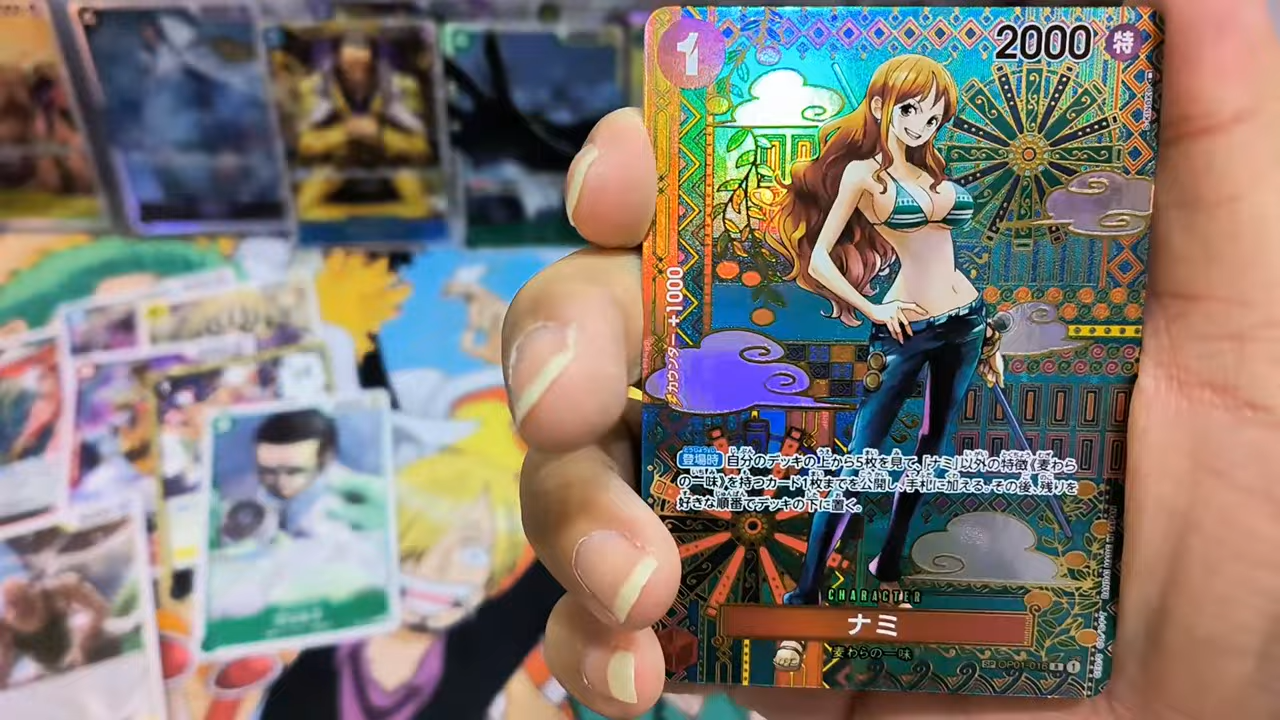 1
2000
特
カウンター+1000
登場時 自分のデッキの上から5枚を見て、「ナミ」以外の特徴《麦わら
の一味》を持つカード1枚までを公開し、手札に加える。その後、残りを
好きな順番でデッキの下に置く。
CHARACTER
ナミ
麦わらの一味
SP OP01-016 R 1